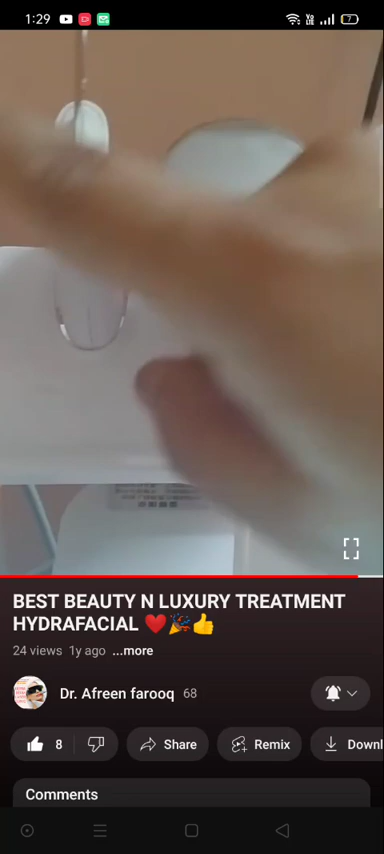 1:29
7
BEST BEAUTY N LUXURY TREATMENT
HYDRAFACIAL ❤️🎉👍
24 views 1y ago ...more
Dr. Afreen farooq 68
8 Share Remix Downl
Comments